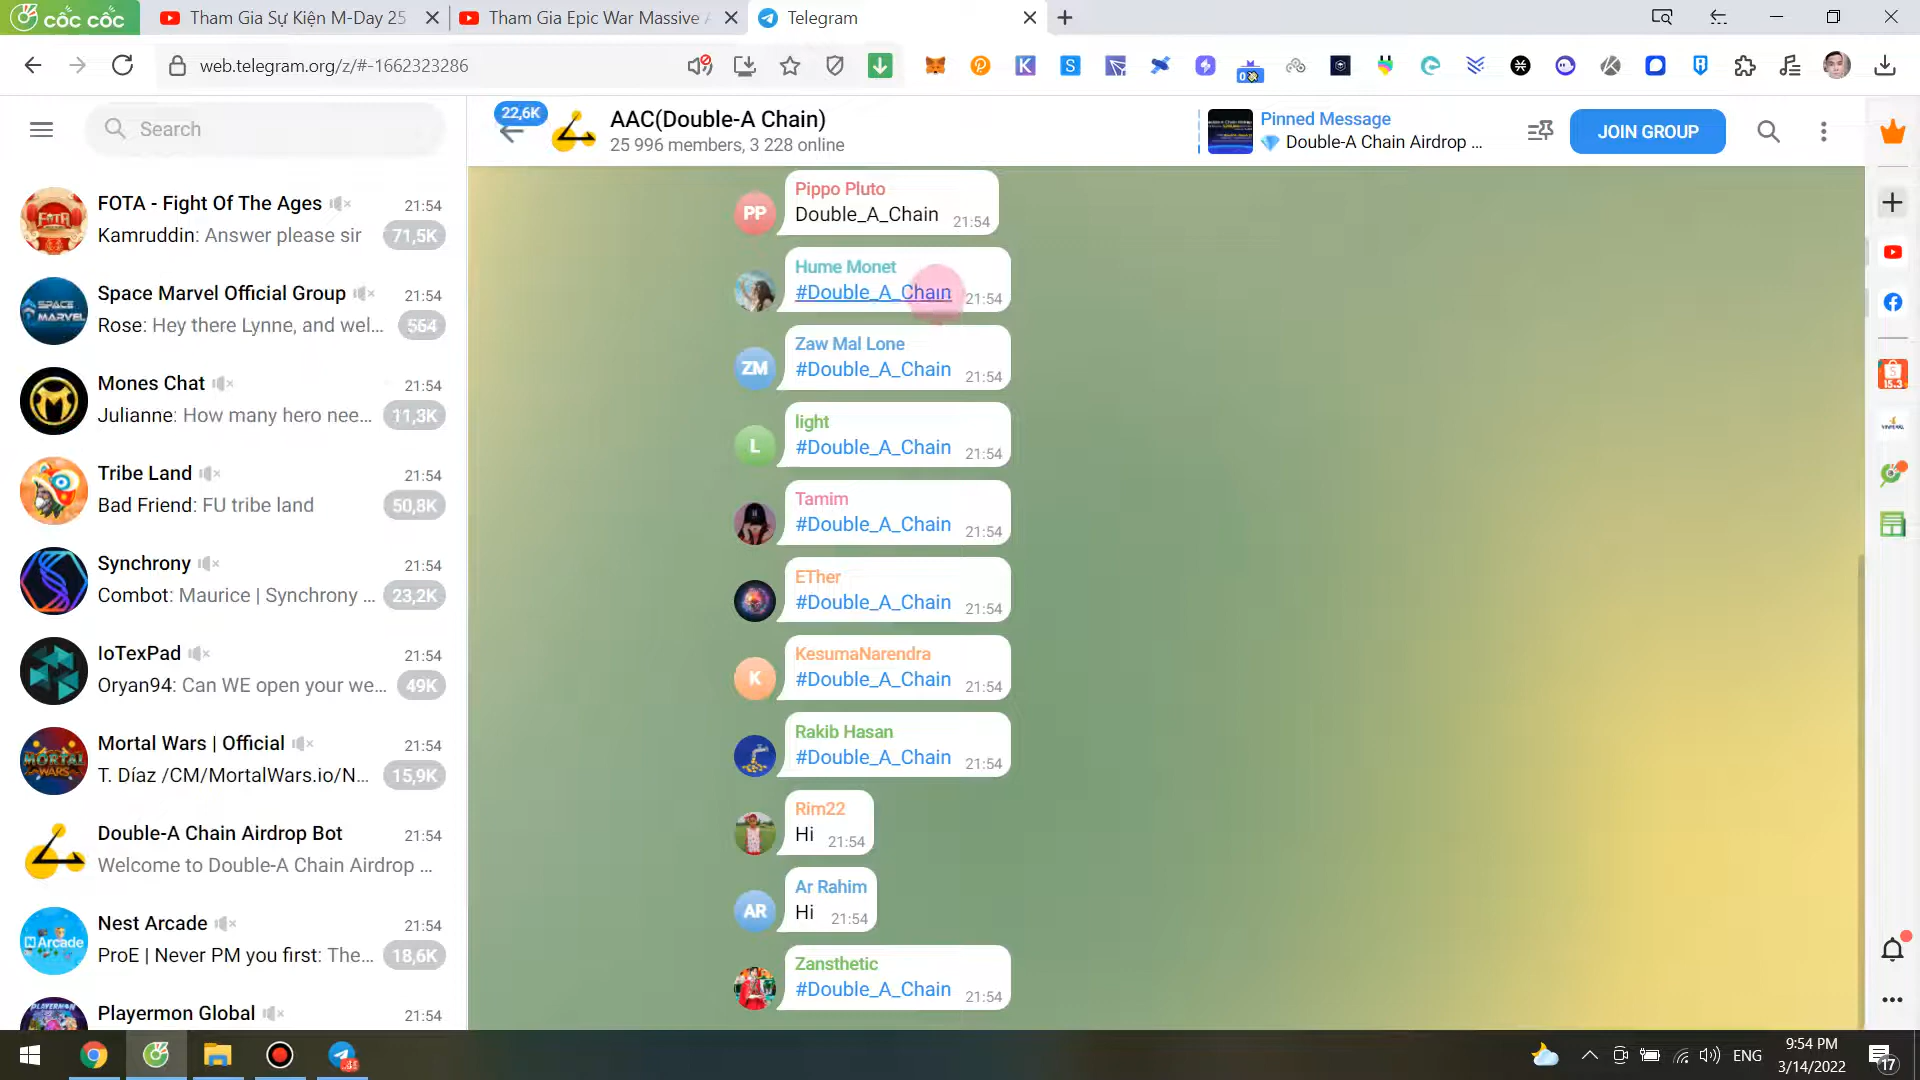 cốc cốc
Tham Gia Sự Kiện M-Day 25
Tham Gia Epic War Massive
Telegram
web.telegram.org/z/#-1662323286
Search
22,6K
AAC(Double-A Chain)
25 996 members, 3 228 online
Pinned Message
💎 Double-A Chain Airdrop ...
JOIN GROUP
FOTA - Fight Of The Ages
21:54
Kamruddin: Answer please sir
71,5K
Space Marvel Official Group
21:54
Rose: Hey there Lynne, and wel...
564
Mones Chat
21:54
Julianne: How many hero nee...
11,3K
Tribe Land
21:54
Bad Friend: FU tribe land
50,8K
Synchrony
21:54
Combot: Maurice | Synchrony ...
23,2K
IoTexPad
21:54
Oryan94: Can WE open your we...
49K
Mortal Wars | Official
21:54
T. Díaz /CM/MortalWars.io/N...
15,9K
Double-A Chain Airdrop Bot
21:54
Welcome to Double-A Chain Airdrop ...
Nest Arcade
21:54
ProE | Never PM you first: The...
18,6K
Playermon Global
21:54
PP
Pippo Pluto
Double_A_Chain 21:54
Hume Monet
#Double_A_Chain 21:54
ZM
Zaw Mal Lone
#Double_A_Chain 21:54
L
light
#Double_A_Chain 21:54
Tamim
#Double_A_Chain 21:54
ETher
#Double_A_Chain 21:54
K
KesumaNarendra
#Double_A_Chain 21:54
Rakib Hasan
#Double_A_Chain 21:54
Rim22
Hi 21:54
AR
Ar Rahim
Hi 21:54
Zansthetic
#Double_A_Chain 21:54
ENG
9:54 PM
3/14/2022
17